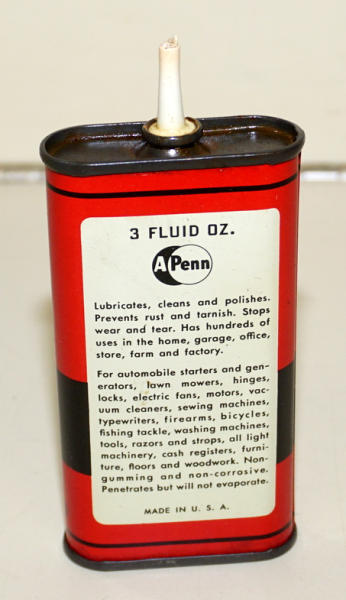 3 FLUID OZ.
A Penn
Lubricates, cleans and polishes.
Prevents rust and tarnish. Stops
wear and tear. Has hundreds of
uses in the home, garage, office,
store, farm and factory.
For automobile starters and gen-
erators, lawn mowers, hinges,
locks, electric fans, motors, vac-
uum cleaners, sewing machines,
typewriters, firearms, bicycles,
fishing tackle, washing machines,
tools, razors and strops, all light
machinery, cash registers, furni-
ture, floors and woodwork. Non-
gumming and non-corrosive.
Penetrates but will not evaporate.
MADE IN U. S. A.